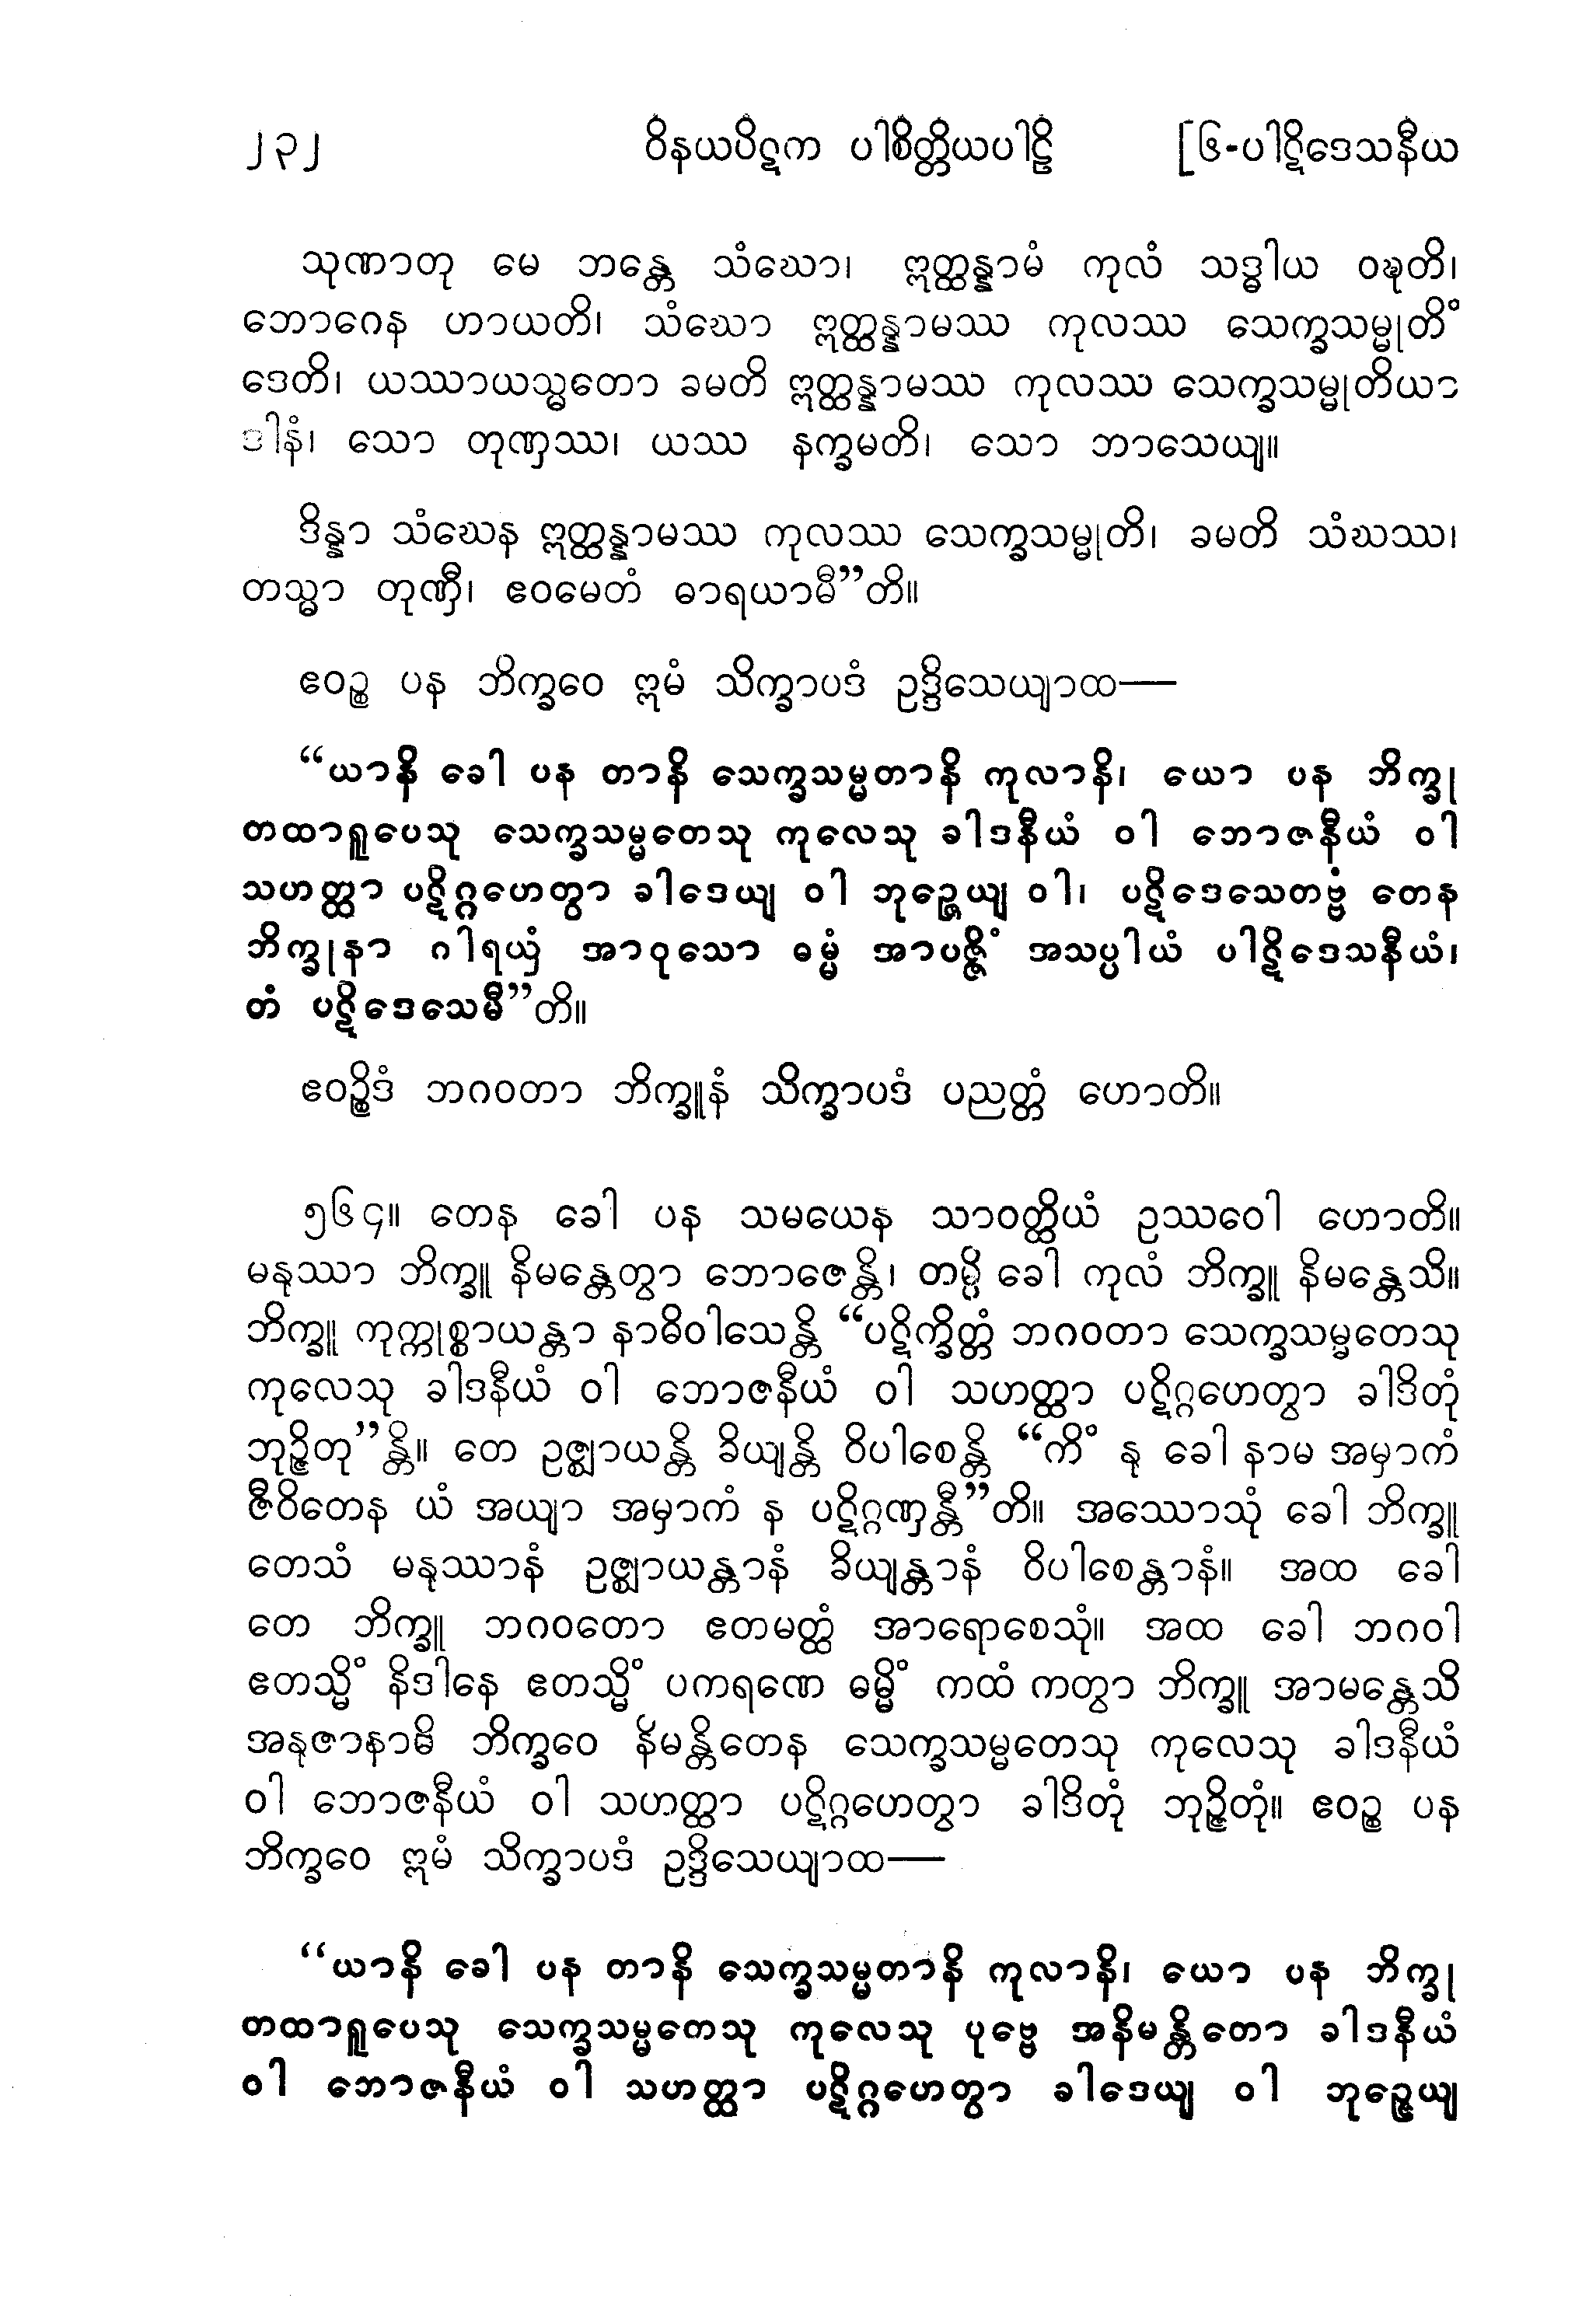 ၂၃၂ ဝိနယပိဋက ပါစိတ္တိယပါဠိ [၆-ပါဋိဒေသနီယ
သုဏာတု မေ ဘန္တေ သံဃော၊ ဣတ္ထန္နာမံ ကုလံ သဒ္ဓါယ ဝဍ္ဎတိ၊
ဘောဂေန ဟာယတိ၊ သံဃော ဣတ္ထန္နာမဿ ကုလဿ သေက္ခသမ္မုတိံ
ဒေတိ၊ ယဿာယသ္မတော ခမတိ ဣတ္ထန္နာမဿ ကုလဿ သေက္ခသမ္မုတိယာ
ဒါနံ၊ သော တုဏှဿ၊ ယဿ နက္ခမတိ၊ သော ဘာသေယျ။
ဒိန္နာ သံဃေန ဣတ္ထန္နာမဿ ကုလဿ သေက္ခသမ္မုတိ၊ ခမတိ သံဃဿ၊
တသ္မာ တုဏှီ၊ ဧဝမေတံ ဓာရယာမီ”တိ။
ဧဝဉ္စ ပန ဘိက္ခဝေ ဣမံ သိက္ခာပဒံ ဥဒ္ဒိသေယျာထ—
“ယာနိ ခေါ ပန တာနိ သေက္ခသမ္မတာနိ ကုလာနိ၊ ယော ပန ဘိက္ခု
တထာရူပေသု သေက္ခသမ္မတေသု ကုလေသု ခါဒနီယံ ဝါ ဘောဇနီယံ ဝါ
သဟတ္ထာ ပဋိဂ္ဂဟေတွာ ခါဒေယျ ဝါ ဘုဉ္ဇေယျ ဝါ၊ ပဋိဒေသေတဗ္ဗံ တေန
ဘိက္ခုနာ ဂါရယှံ အာဝုသော ဓမ္မံ အာပဇ္ဇိံ အသပ္ပါယံ ပါဋိဒေသနီယံ၊
တံ ပဋိဒေသေမီ”တိ။
ဧဝဉ္စိဒံ ဘဂဝတာ ဘိက္ခူနံ သိက္ခာပဒံ ပညတ္တံ ဟောတိ။
၅၆၄။ တေန ခေါ ပန သမယေန သာဝတ္ထိယံ ဥဿဝေါ ဟောတိ။
မနုဿာ ဘိက္ခူ နိမန္တေတွာ ဘောဇေန္တိ၊ တမ္ပိ ခေါ ကုလံ ဘိက္ခူ နိမန္တေသိ။
ဘိက္ခူ ကုက္ကုစ္စာယန္တာ နာဓိဝါသေန္တိ “ပဋိက္ခိတ္တံ ဘဂဝတာ သေက္ခသမ္မတေသု
ကုလေသု ခါဒနီယံ ဝါ ဘောဇနီယံ ဝါ သဟတ္ထာ ပဋိဂ္ဂဟေတွာ ခါဒိတုံ
ဘုဉ္ဇိတု”န္တိ။ တေ ဥဇ္ဈာယန္တိ ခိယျန္တိ ဝိပါစေန္တိ “ကိံ နု ခေါ နာမ အမှာကံ
ဇီဝိတေန ယံ အယျာ အမှာကံ န ပဋိဂ္ဂဏှန္တီ”တိ။ အဿောသုံ ခေါ ဘိက္ခူ
တေသံ မနုဿာနံ ဥဇ္ဈာယန္တာနံ ခိယျန္တာနံ ဝိပါစေန္တာနံ။ အထ ခေါ
တေ ဘိက္ခူ ဘဂဝတော ဧတမတ္ထံ အာရောစေသုံ။ အထ ခေါ ဘဂဝါ
ဧတသ္မိံ နိဒါနေ ဧတသ္မိံ ပကရဏေ ဓမ္မိံ ကထံ ကတွာ ဘိက္ခူ အာမန္တေသိ
အနုဇာနာမိ ဘိက္ခဝေ နိမန္တိတေန သေက္ခသမ္မတေသု ကုလေသု ခါဒနီယံ
ဝါ ဘောဇနီယံ ဝါ သဟတ္ထာ ပဋိဂ္ဂဟေတွာ ခါဒိတုံ ဘုဉ္ဇိတုံ။ ဧဝဉ္စ ပန
ဘိက္ခဝေ ဣမံ သိက္ခာပဒံ ဥဒ္ဒိသေယျာထ—
“ယာနိ ခေါ ပန တာနိ သေက္ခသမ္မတာနိ ကုလာနိ၊ ယော ပန ဘိက္ခု
တထာရူပေသု သေက္ခသမ္မတေသု ကုလေသု ပုဗ္ဗေ အနိမန္တိတော ခါဒနီယံ
ဝါ ဘောဇနီယံ ဝါ သဟတ္ထာ ပဋိဂ္ဂဟေတွာ ခါဒေယျ ဝါ ဘုဉ္ဇေယျ